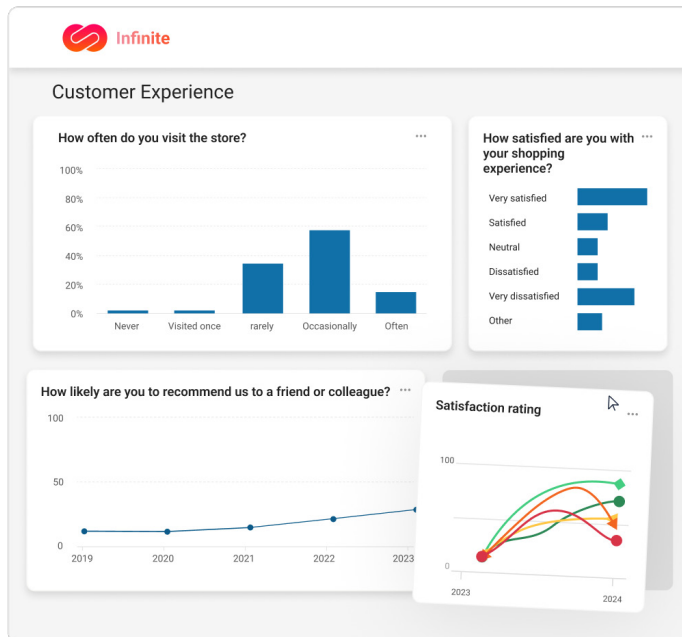 Infinite
Customer Experience
How often do you visit the store?
100%
80%
60%
40%
20%
0%
Never Visited once rarely Occasionally Often
How satisfied are you with
your shopping
experience?
Very satisfied
Satisfied
Neutral
Dissatisfied
Very dissatisfied
Other
How likely are you to recommend us to a friend or colleague?
100
50
0
2019 2020 2021 2022 2023
Satisfaction rating
100
0
2023 2024